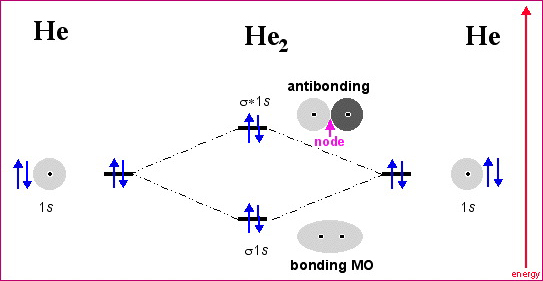 He
He₂
He
antibonding
σ*1s
node
1s
1s
σ1s
bonding MO
energy